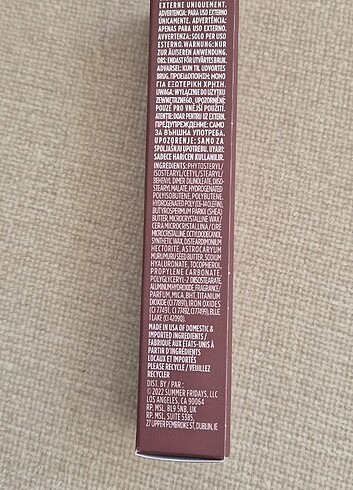 EXTERNE UNIQUEMENT.
ADVERTENCIA: PARA USO EXTERNO
ÚNICAMENTE. ADVERTÊNCIA:
APENAS PARA USO EXTERNO.
AVVERTENZA: SOLO PER USO
ESTERNO. WARNUNG: NUR
ZUR ÄUßEREN ANWENDUNG.
OBS: ENDAST FÖR UTVÄRTES BRUK.
ADVARSEL: KUN TIL UDVORTES
BRUG. ΠΡΟΕΙΔΟΠΟΙΗΣΗ: ΜΟΝΟ
ΓΙΑ ΕΞΩΤΕΡΙΚΗ ΧΡΗΣΗ.
UWAGA: WYŁĄCZNIE DO UŻYTKU
ZEWNĘTRZNEGO. UPOZORNĚNÍ:
POUZE PRO VNĚJŠÍ POUŽITÍ.
ATENTIE: DOAR PENTRU UZ EXTERN.
ПРЕДУПРЕЖДЕНИЕ: САМО
ЗА ВЪНШНА УПОТРЕБА.
UPOZORENJE: SAMO ZA
SPOLJAŠNJU UPOTREBU. UYARI:
SADECE HARICEN KULLANILIR.
INGREDIENTS: PHYTOSTERYL/
ISOSTEARYL/CETYL/STEARYL/
BEHENYL DIMER DILINOLEATE, DIISO-
STEARYL MALATE, HYDROGENATED
POLYISOBUTENE, POLYBUTENE,
HYDROGENATED POLY(C6-14 OLEFIN),
BUTYROSPERMUM PARKII (SHEA)
BUTTER, MICROCRYSTALLINE WAX/
CERA MICROCRISTALLINA/CIRE
MICROCRISTALLINE, OCTYLDODECANOL,
SYNTHETIC WAX, DISTEARDIMONIUM
HECTORITE, ASTROCARYUM
MURUMURU SEED BUTTER, SODIUM
HYALURONATE, TOCOPHEROL,
PROPYLENE CARBONATE,
POLYGLYCERYL-2 DIISOSTEARATE,
ALUMINUM HYDROXIDE, FRAGRANCE/
PARFUM, MICA, BHT, TITANIUM
DIOXIDE (CI 77891), IRON OXIDES
(CI 77491, CI 77492, CI 77499), BLUE
1 LAKE (CI 42090).
MADE IN USA OF DOMESTIC &
IMPORTED INGREDIENTS /
FABRIQUÉ AUX ÉTATS-UNIS À
PARTIR D'INGRÉDIENTS
LOCAUX ET IMPORTÉS
PLEASE RECYCLE / VEUILLEZ
RECYCLER
DIST. BY / PAR :
© 2022 SUMMER FRIDAYS, LLC
LOS ANGELES, CA 90064
RP, MSL, BL9 5NB, UK
RP, MSL, SUITE 5385,
27 UPPER PEMBROKE ST, DUBLIN, IE